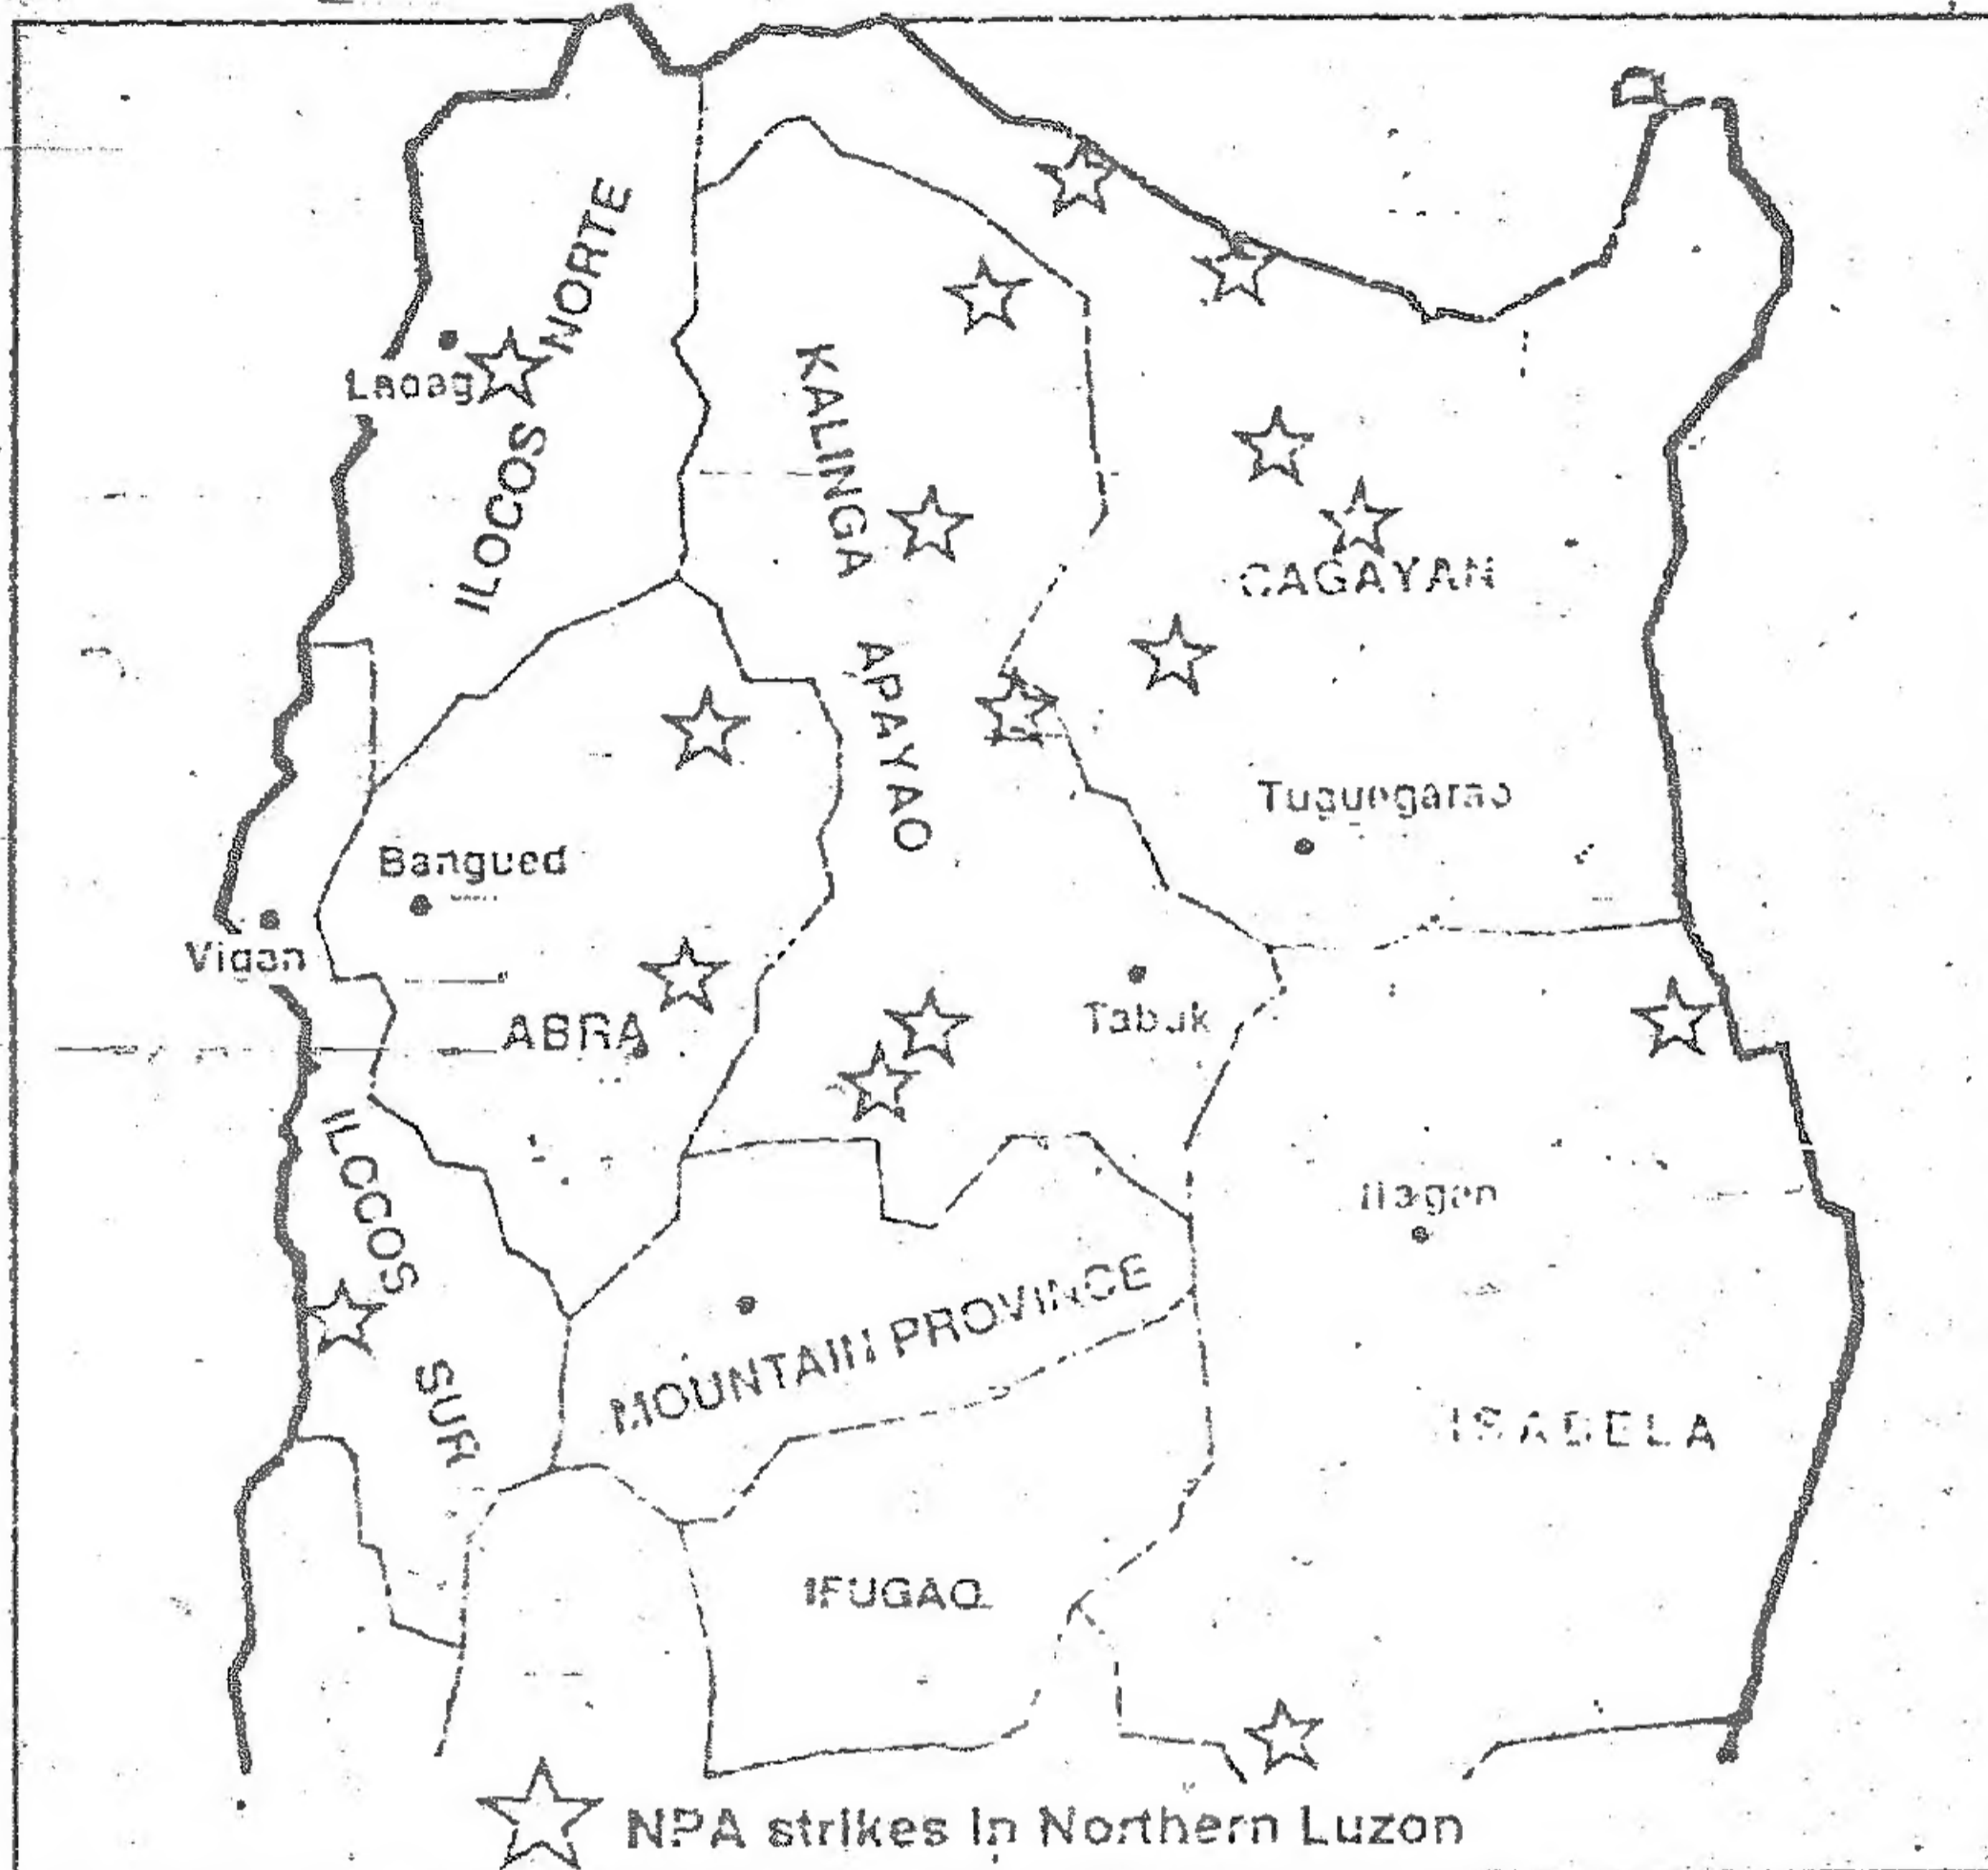 ILOCOS NORTE
Laoag
KALINGA APAYAO
CAGAYAN
Tuguegarao
Bangued
Vigan
ABRA
Tabuk
ILOCOS SUR
Ilagan
MOUNTAIN PROVINCE
ISABELA
IFUGAO
NPA strikes in Northern Luzon